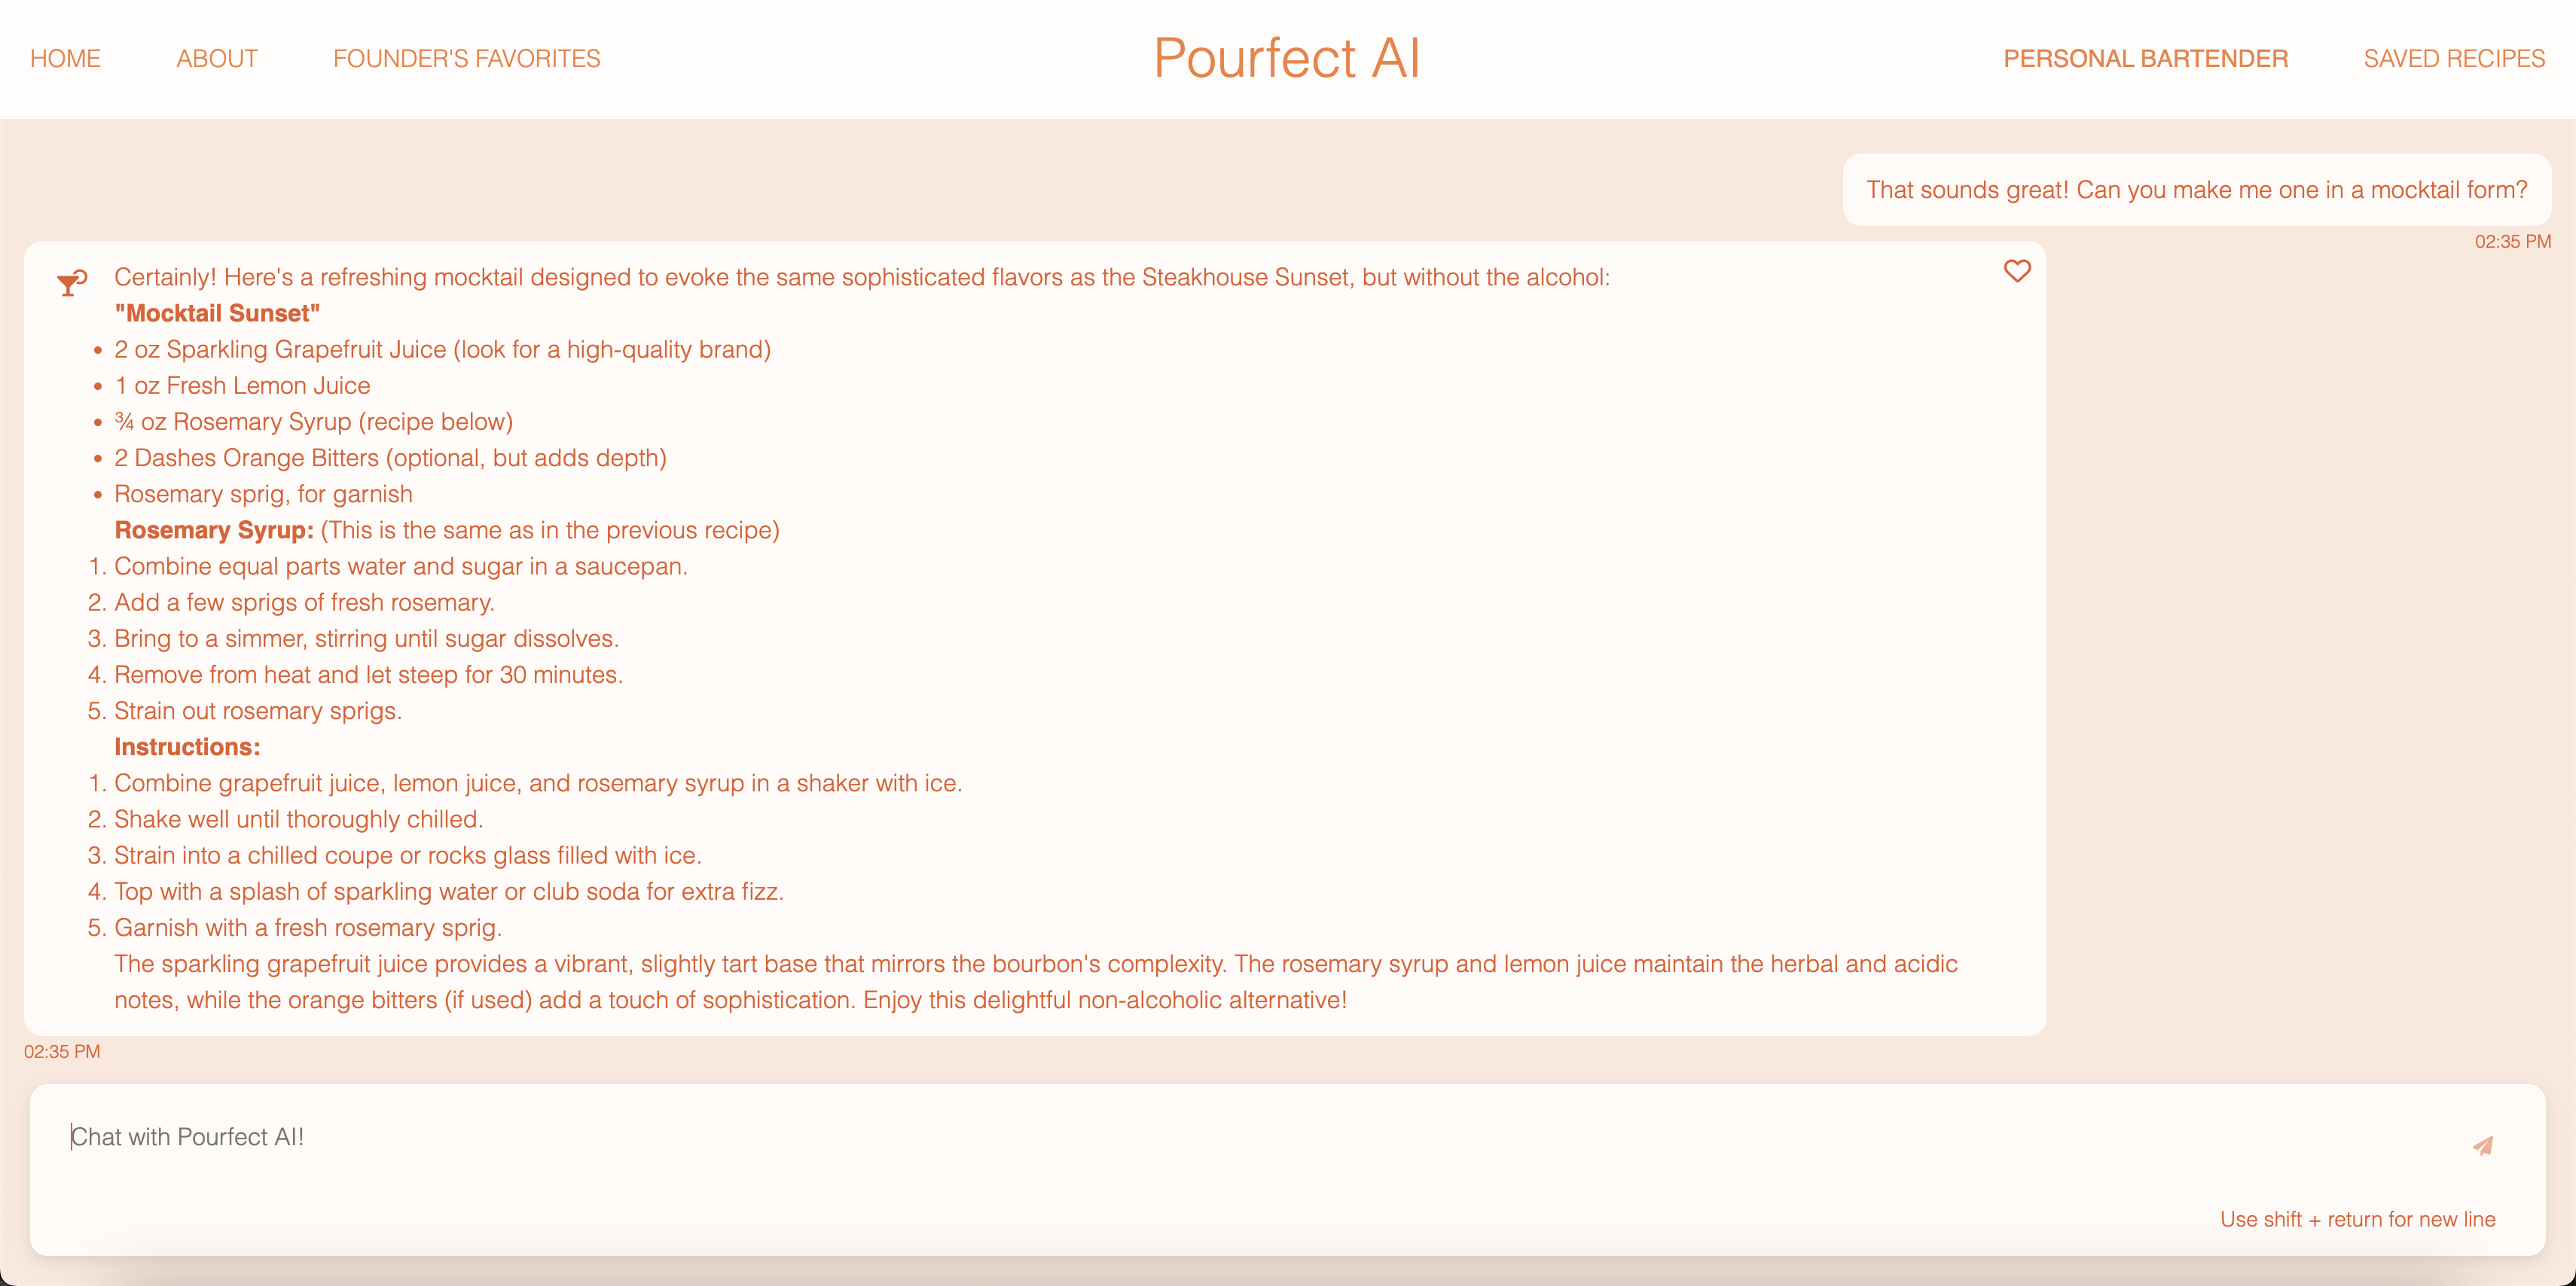 HOME ABOUT FOUNDER'S FAVORITES Pourfect AI PERSONAL BARTENDER SAVED RECIPES
That sounds great! Can you make me one in a mocktail form?
02:35 PM
Certainly! Here's a refreshing mocktail designed to evoke the same sophisticated flavors as the Steakhouse Sunset, but without the alcohol:
"Mocktail Sunset"
• 2 oz Sparkling Grapefruit Juice (look for a high-quality brand)
• 1 oz Fresh Lemon Juice
• ¾ oz Rosemary Syrup (recipe below)
• 2 Dashes Orange Bitters (optional, but adds depth)
• Rosemary sprig, for garnish
Rosemary Syrup: (This is the same as in the previous recipe)
1. Combine equal parts water and sugar in a saucepan.
2. Add a few sprigs of fresh rosemary.
3. Bring to a simmer, stirring until sugar dissolves.
4. Remove from heat and let steep for 30 minutes.
5. Strain out rosemary sprigs.
Instructions:
1. Combine grapefruit juice, lemon juice, and rosemary syrup in a shaker with ice.
2. Shake well until thoroughly chilled.
3. Strain into a chilled coupe or rocks glass filled with ice.
4. Top with a splash of sparkling water or club soda for extra fizz.
5. Garnish with a fresh rosemary sprig.
The sparkling grapefruit juice provides a vibrant, slightly tart base that mirrors the bourbon's complexity. The rosemary syrup and lemon juice maintain the herbal and acidic
notes, while the orange bitters (if used) add a touch of sophistication. Enjoy this delightful non-alcoholic alternative!
02:35 PM
Chat with Pourfect AI!
Use shift + return for new line